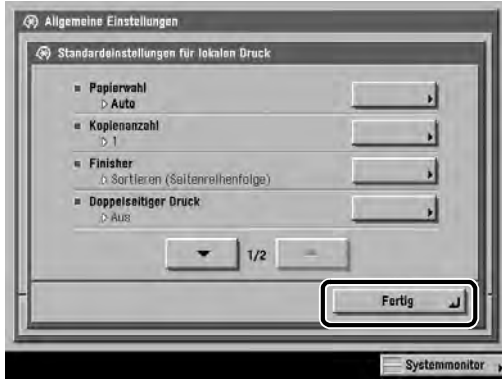 Allgemeine Einstellungen
Standardeinstellungen für lokalen Druck
Papierwahl
Auto
Kopienanzahl
1
Finisher
Sortieren (Seitenreihenfolge)
Doppelseitiger Druck
Aus
1/2
Fertig
Systemmonitor